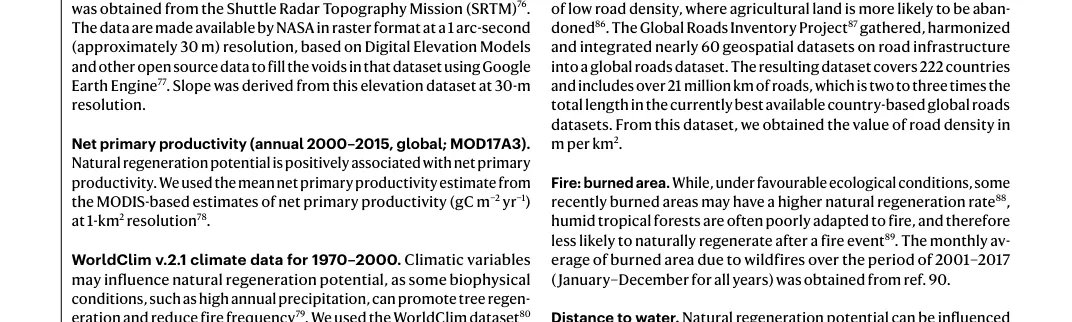 was obtained from the Shuttle Radar Topography Mission (SRTM)⁷⁶.
The data are made available by NASA in raster format at a 1 arc-second
(approximately 30 m) resolution, based on Digital Elevation Models
and other open source data to fill the voids in that dataset using Google
Earth Engine⁷⁷. Slope was derived from this elevation dataset at 30-m
resolution.
Net primary productivity (annual 2000–2015, global; MOD17A3).
Natural regeneration potential is positively associated with net primary
productivity. We used the mean net primary productivity estimate from
the MODIS-based estimates of net primary productivity (gC m⁻² yr⁻¹)
at 1-km² resolution⁷⁸.
WorldClim v.2.1 climate data for 1970–2000. Climatic variables
may influence natural regeneration potential, as some biophysical
conditions, such as high annual precipitation, can promote tree regen-
eration and reduce fire frequency⁷⁹. We used the WorldClim dataset⁸⁰
of low road density, where agricultural land is more likely to be aban-
doned⁸⁶. The Global Roads Inventory Project⁸⁷ gathered, harmonized
and integrated nearly 60 geospatial datasets on road infrastructure
into a global roads dataset. The resulting dataset covers 222 countries
and includes over 21 million km of roads, which is two to three times the
total length in the currently best available country-based global roads
datasets. From this dataset, we obtained the value of road density in
m per km².
Fire: burned area. While, under favourable ecological conditions, some
recently burned areas may have a higher natural regeneration rate⁸⁸,
humid tropical forests are often poorly adapted to fire, and therefore
less likely to naturally regenerate after a fire event⁸⁹. The monthly av-
erage of burned area due to wildfires over the period of 2001–2017
(January–December for all years) was obtained from ref. 90.
Distance to water. Natural regeneration potential can be influenced